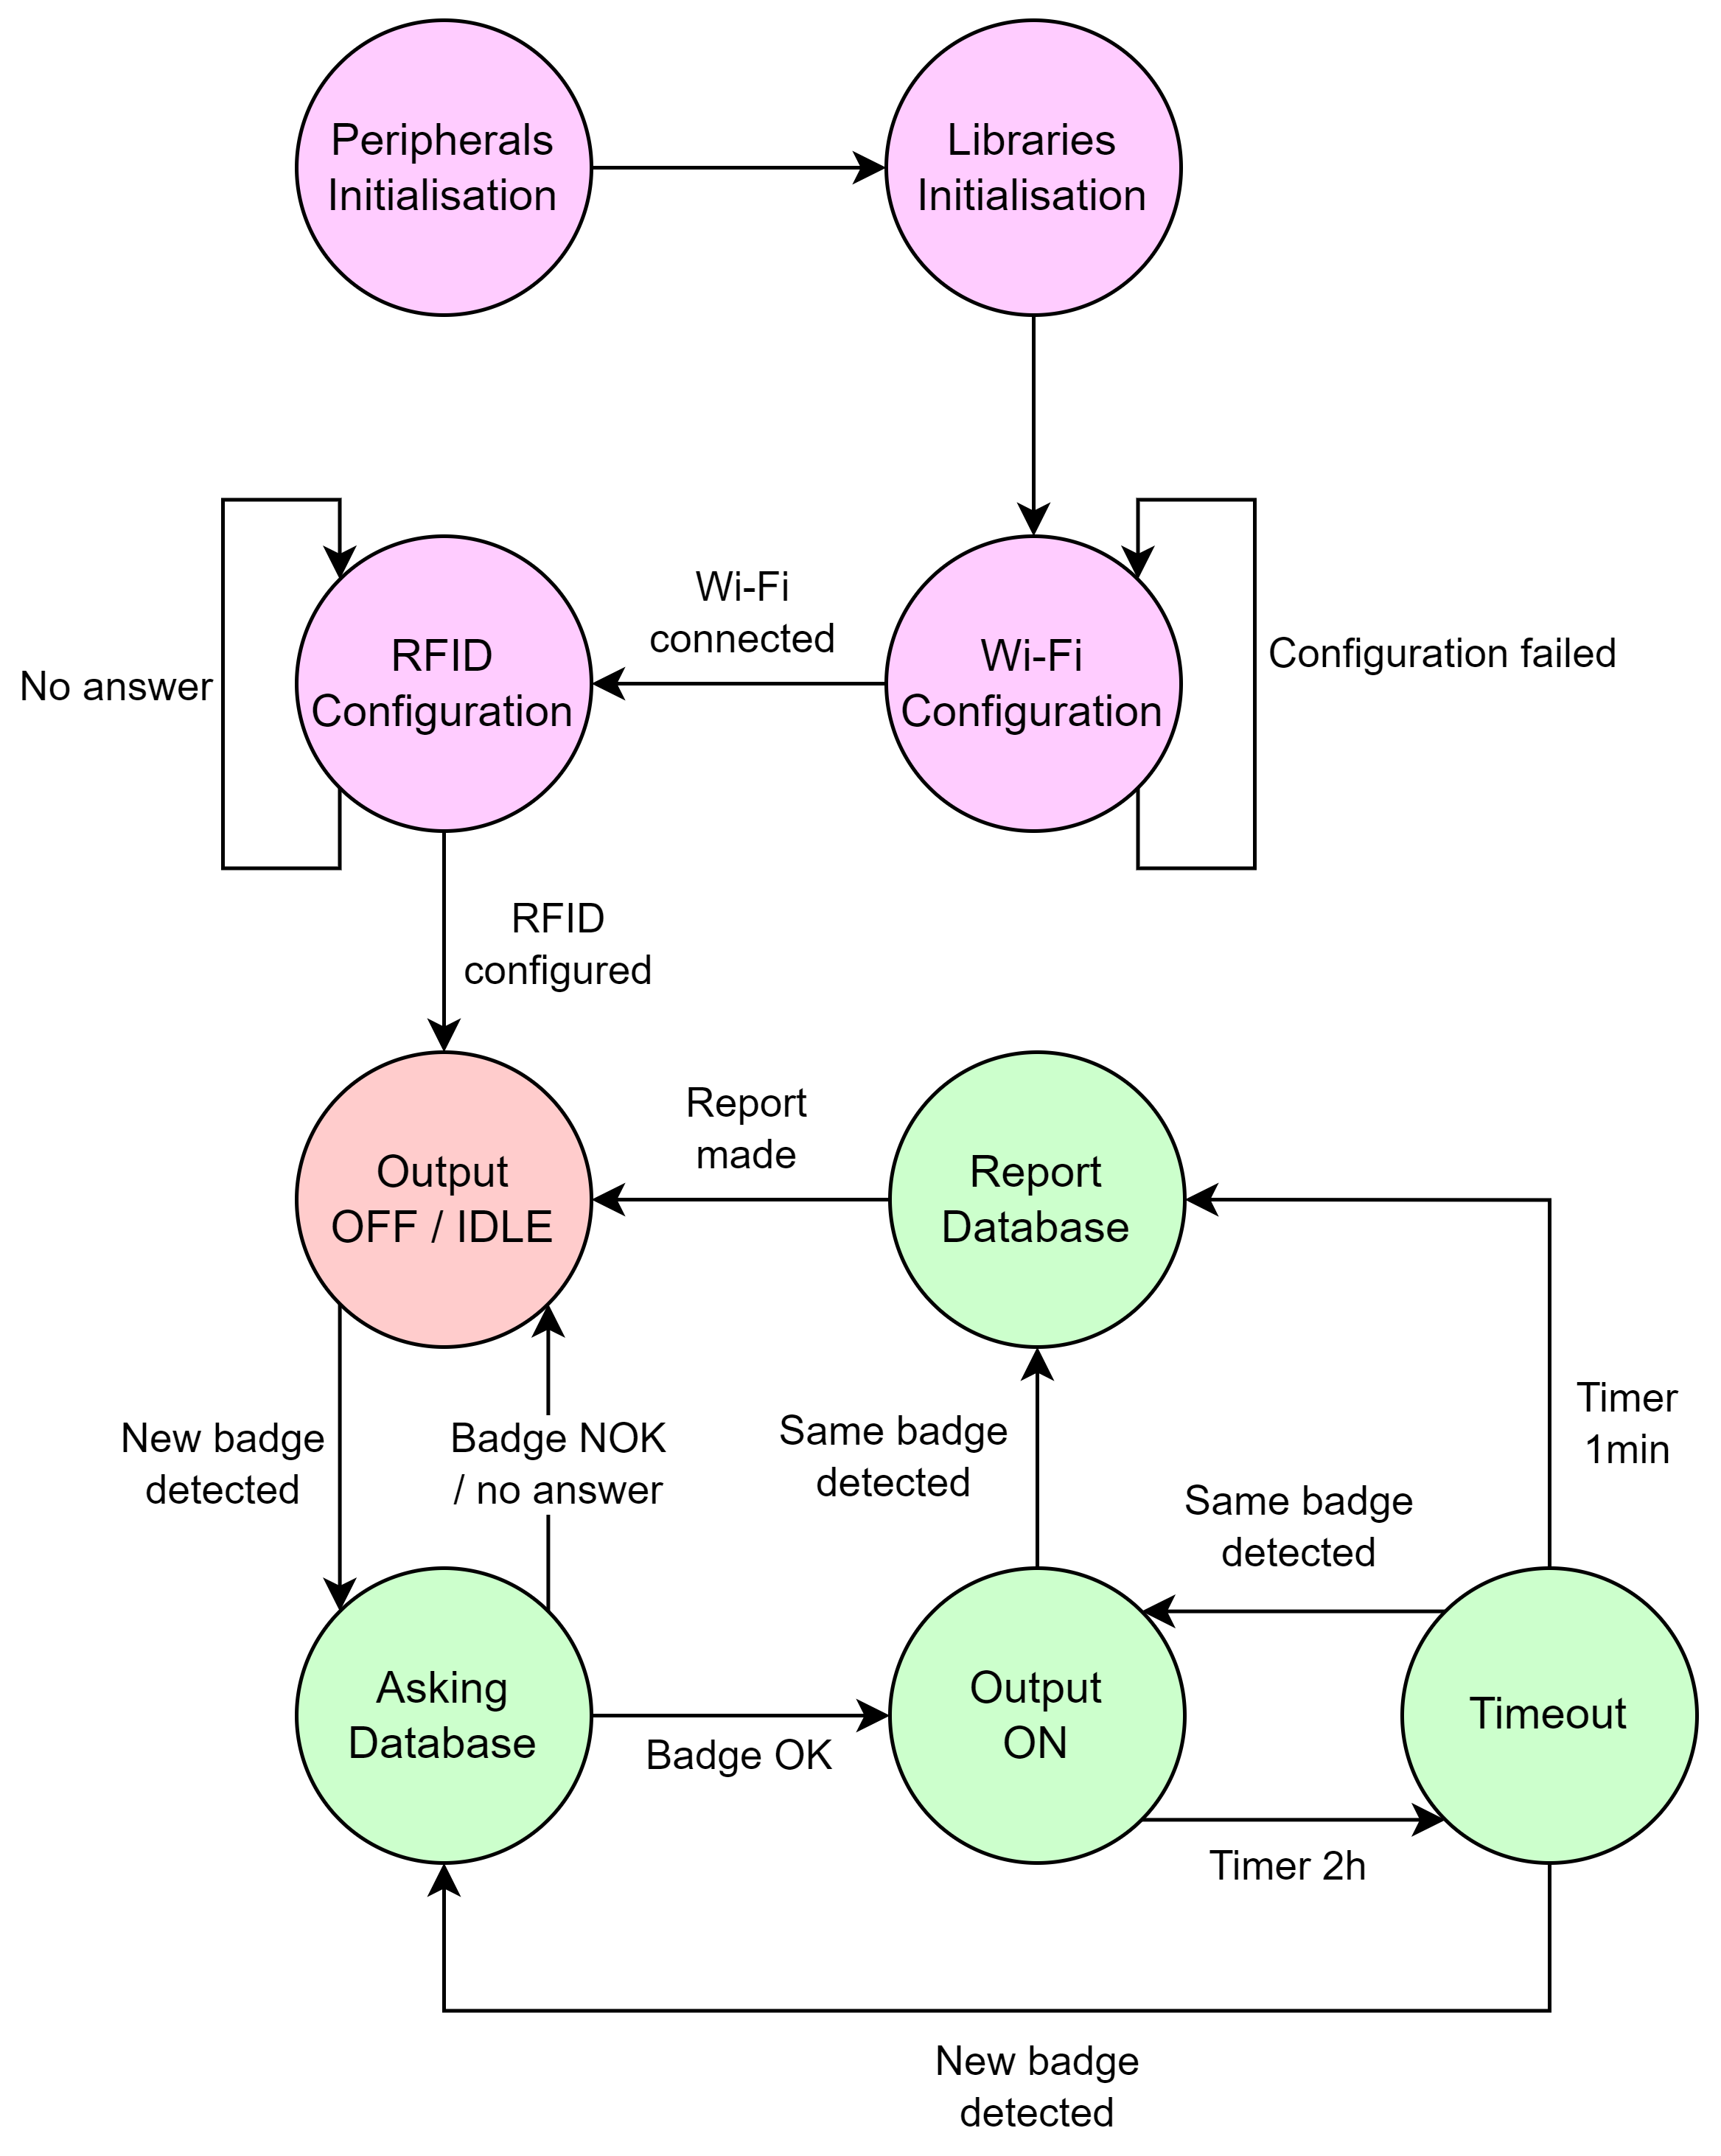 Peripherals
Initialisation
Libraries
Initialisation
Wi-Fi
connected
No answer
RFID
Configuration
Wi-Fi
Configuration
Configuration failed
RFID
configured
Report
made
Output
OFF / IDLE
Report
Database
New badge
detected
Badge NOK
/ no answer
Same badge
detected
Same badge
detected
Timer
1min
Asking
Database
Badge OK
Output
ON
Timeout
Timer 2h
New badge
detected